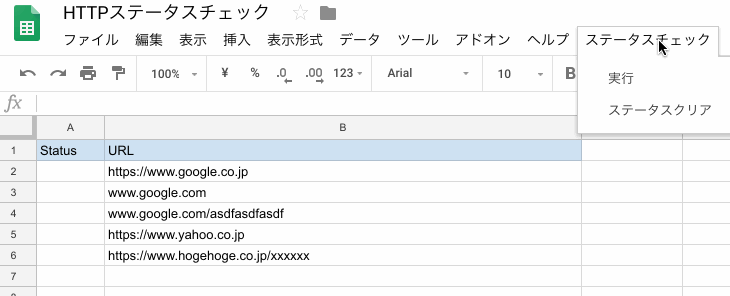 HTTPステータスチェック
ファイル 編集 表示 挿入 表示形式 データ ツール アドオン ヘルプ ステータスチェック
100% ¥ % .0 .00 123 Arial 10 B
実行
ステータスクリア
fx
A B
1 Status URL
2 https://www.google.co.jp
3 www.google.com
4 www.google.com/asdfasdfasdf
5 https://www.yahoo.co.jp
6 https://www.hogehoge.co.jp/xxxxxx
7